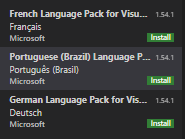 French Language Pack for Visu... 1.54.1
Français
Microsoft Install
Portuguese (Brazil) Language P... 1.54.1
Português (Brasil)
Microsoft Install
German Language Pack for Vis... 1.54.1
Deutsch
Microsoft Install